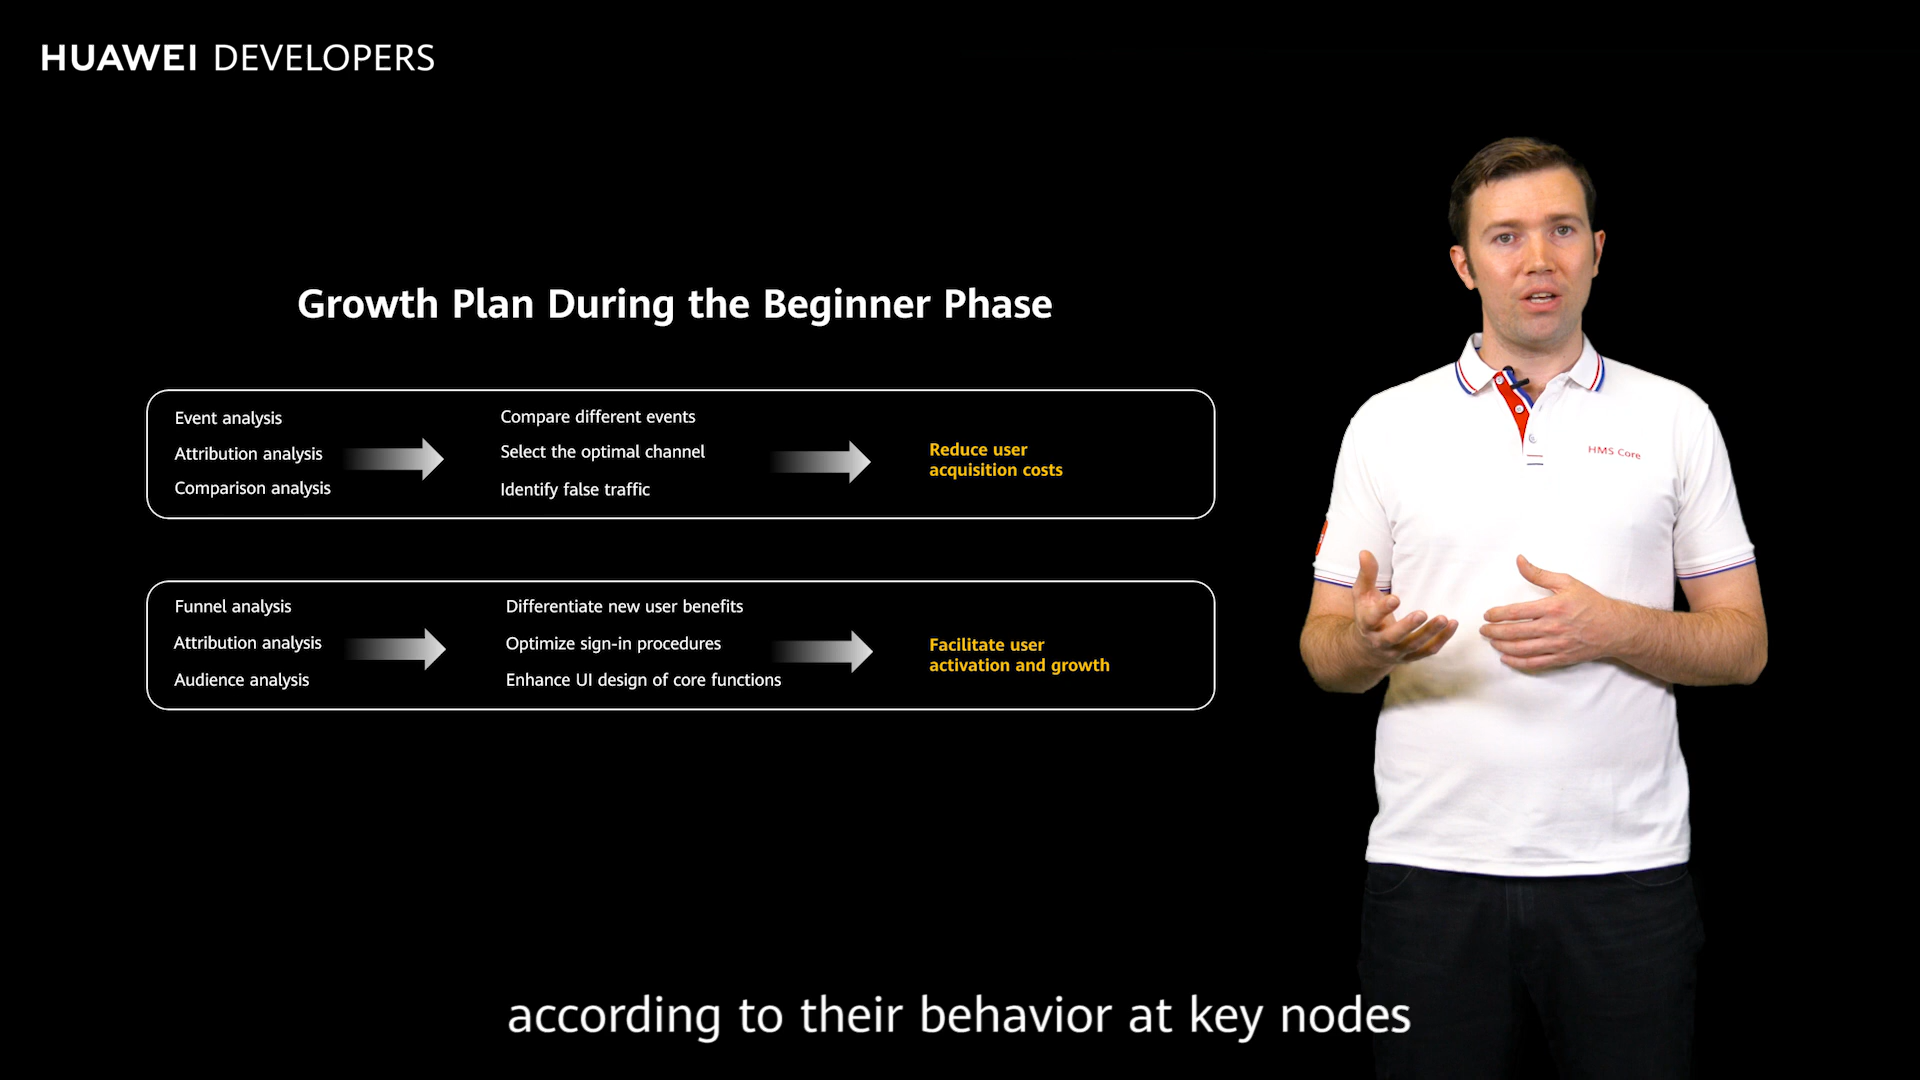 HUAWEI DEVELOPERS
Growth Plan During the Beginner Phase
Event analysis
Attribution analysis
Comparison analysis
Compare different events
Select the optimal channel
Identify false traffic
Reduce user
acquisition costs
Funnel analysis
Attribution analysis
Audience analysis
Differentiate new user benefits
Optimize sign-in procedures
Enhance UI design of core functions
Facilitate user
activation and growth
HMS Core
according to their behavior at key nodes